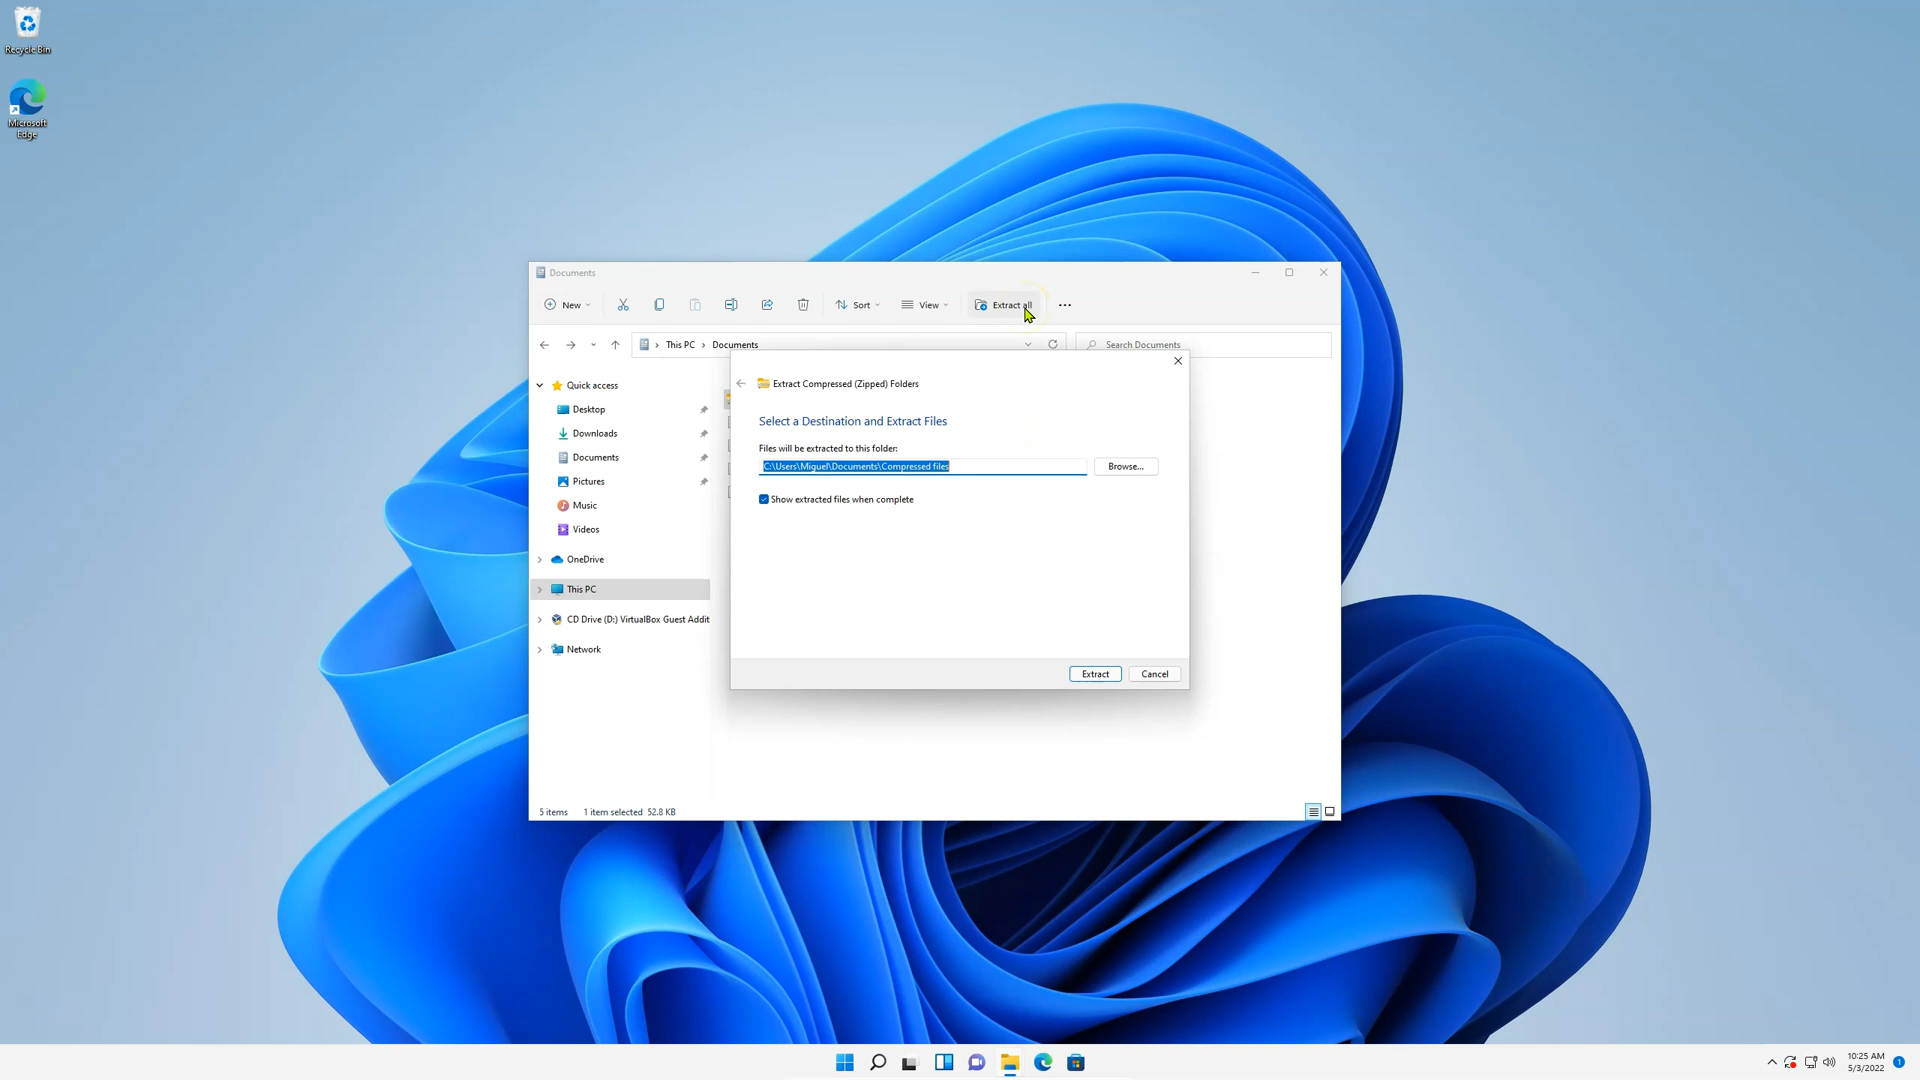 Recycle Bin
Microsoft
Edge
Documents
New
Sort
View
Extract all
This PC
Documents
Search Documents
Quick access
Desktop
Downloads
Documents
Pictures
Music
Videos
OneDrive
This PC
CD Drive (D:) VirtualBox Guest Addit
Network
Extract Compressed (Zipped) Folders
Select a Destination and Extract Files
Files will be extracted to this folder:
C:\Users\Miguel\Documents\Compressed files
Browse...
Show extracted files when complete
Extract
Cancel
5 items
1 item selected 52.8 KB
10:25 AM
5/3/2022
1